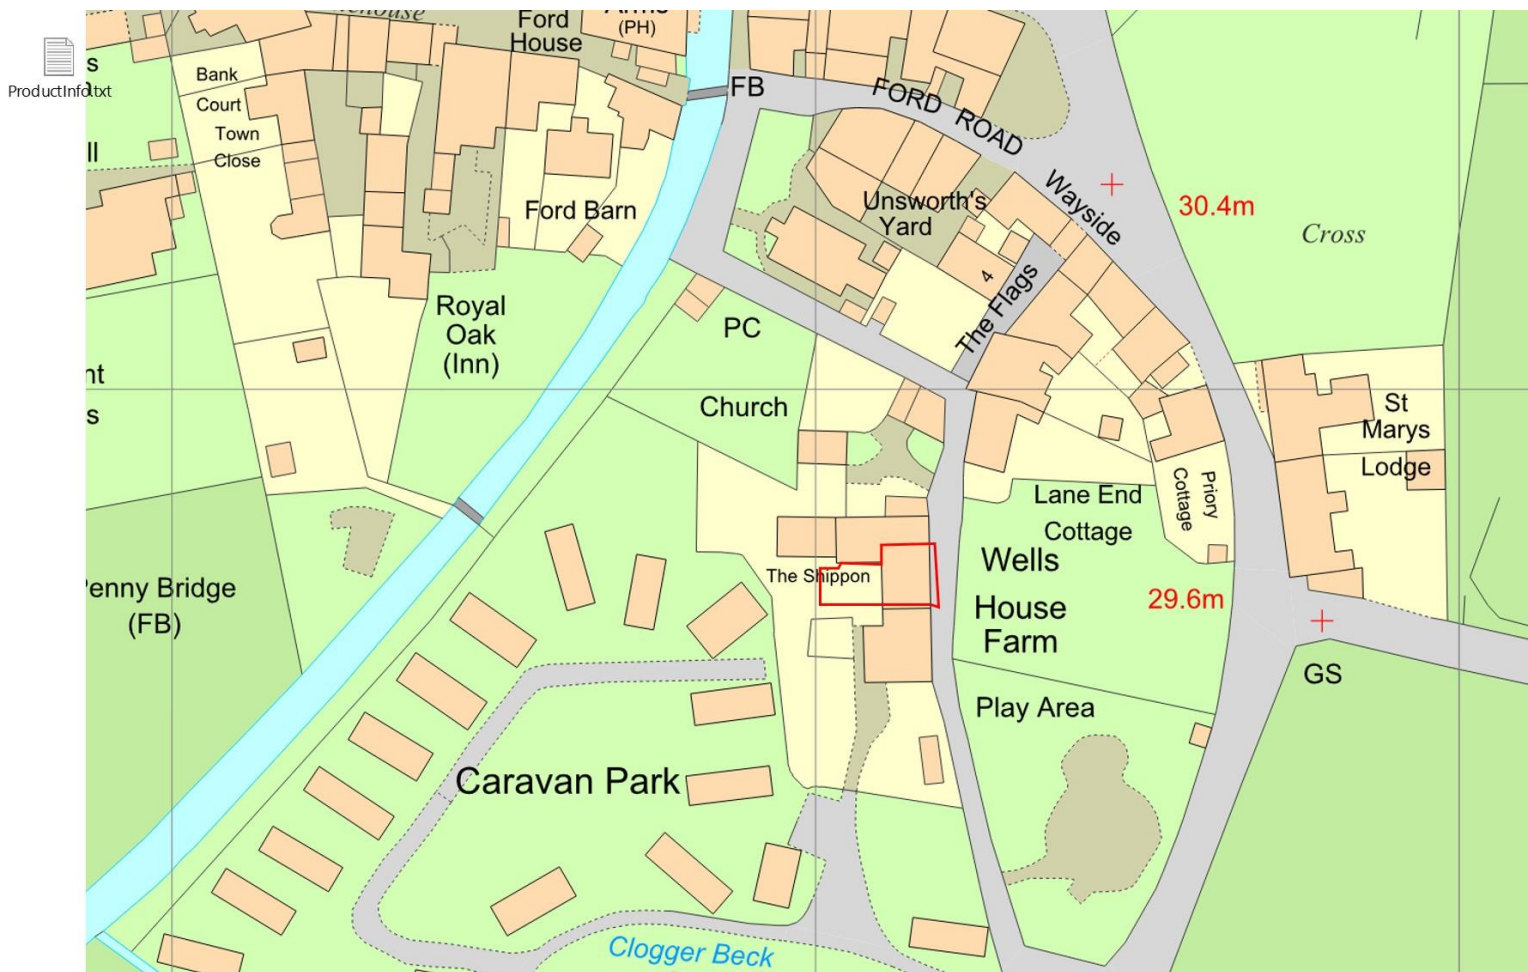 Ford
House
(PH)
s
ProductInfo.txt
Bank
Court
Town
Close
ll
FB
FORD ROAD
Wayside
30.4m
Cross
Ford Barn
Unsworth's
Yard
4
The Flags
Royal
Oak
(Inn)
PC
Church
nt
s
St
Marys
Lodge
Lane End
Cottage
Priory
Cottage
Wells
House
Farm
The Shippon
29.6m
Penny Bridge
(FB)
GS
Play Area
Caravan Park
Clogger Beck